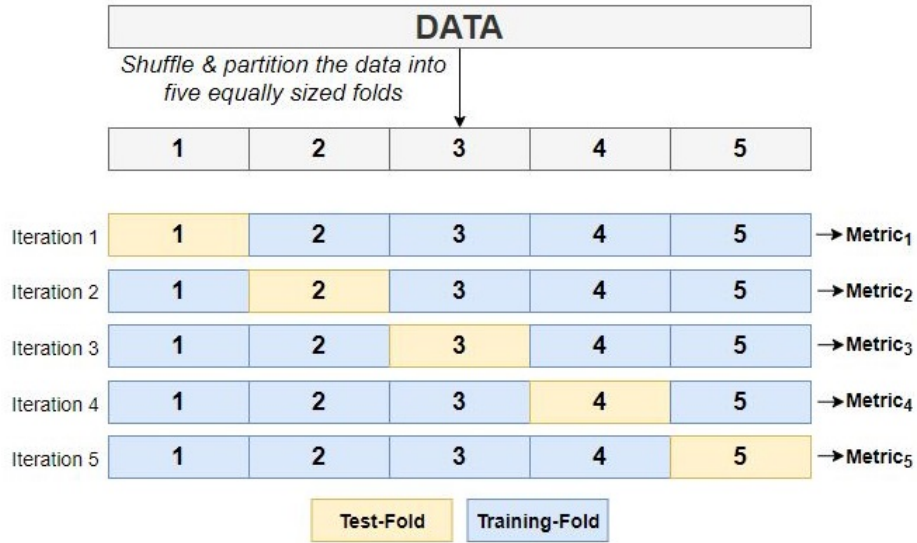 DATA
Shuffle & partition the data into
five equally sized folds
1 2 3 4 5
Iteration 1 1 2 3 4 5 Metric₁
Iteration 2 1 2 3 4 5 Metric₂
Iteration 3 1 2 3 4 5 Metric₃
Iteration 4 1 2 3 4 5 Metric₄
Iteration 5 1 2 3 4 5 Metric₅
Test-Fold Training-Fold